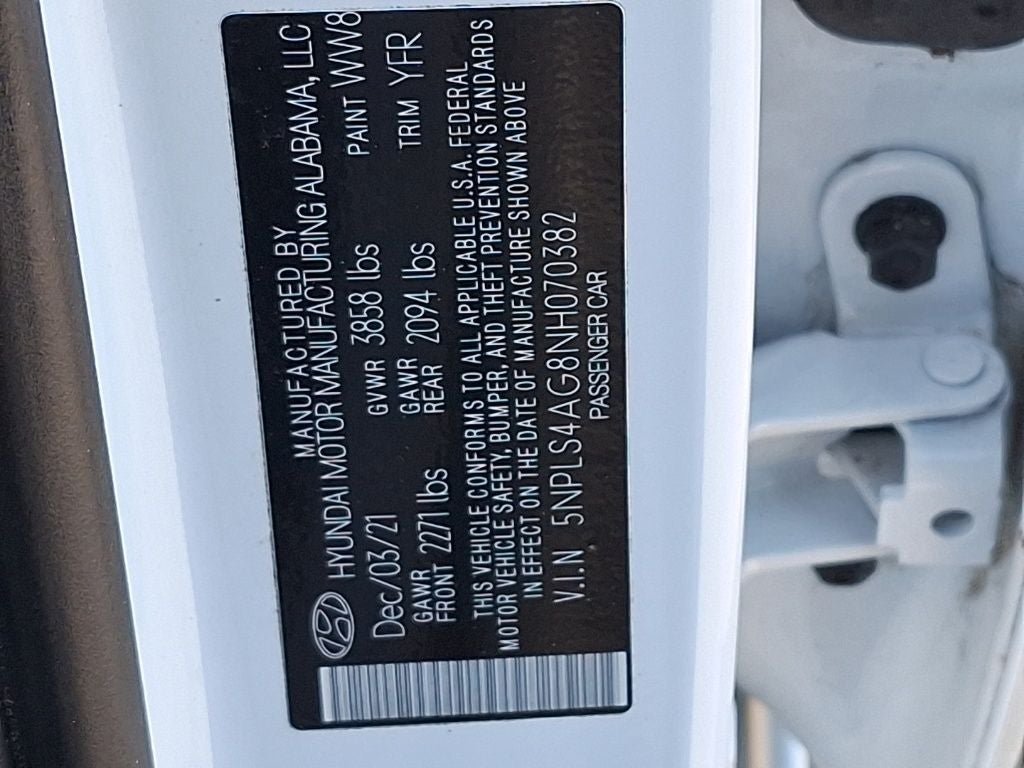 MANUFACTURED BY
HYUNDAI MOTOR MANUFACTURING ALABAMA, LLC
Dec/03/21 GVWR 3858 lbs PAINT WW8
GAWR FRONT 2271 lbs GAWR REAR 2094 lbs TRIM YFR
THIS VEHICLE CONFORMS TO ALL APPLICABLE U.S.A. FEDERAL
MOTOR VEHICLE SAFETY, BUMPER, AND THEFT PREVENTION STANDARDS
IN EFFECT ON THE DATE OF MANUFACTURE SHOWN ABOVE
V.I.N 5NPLS4AG8NH070382
PASSENGER CAR